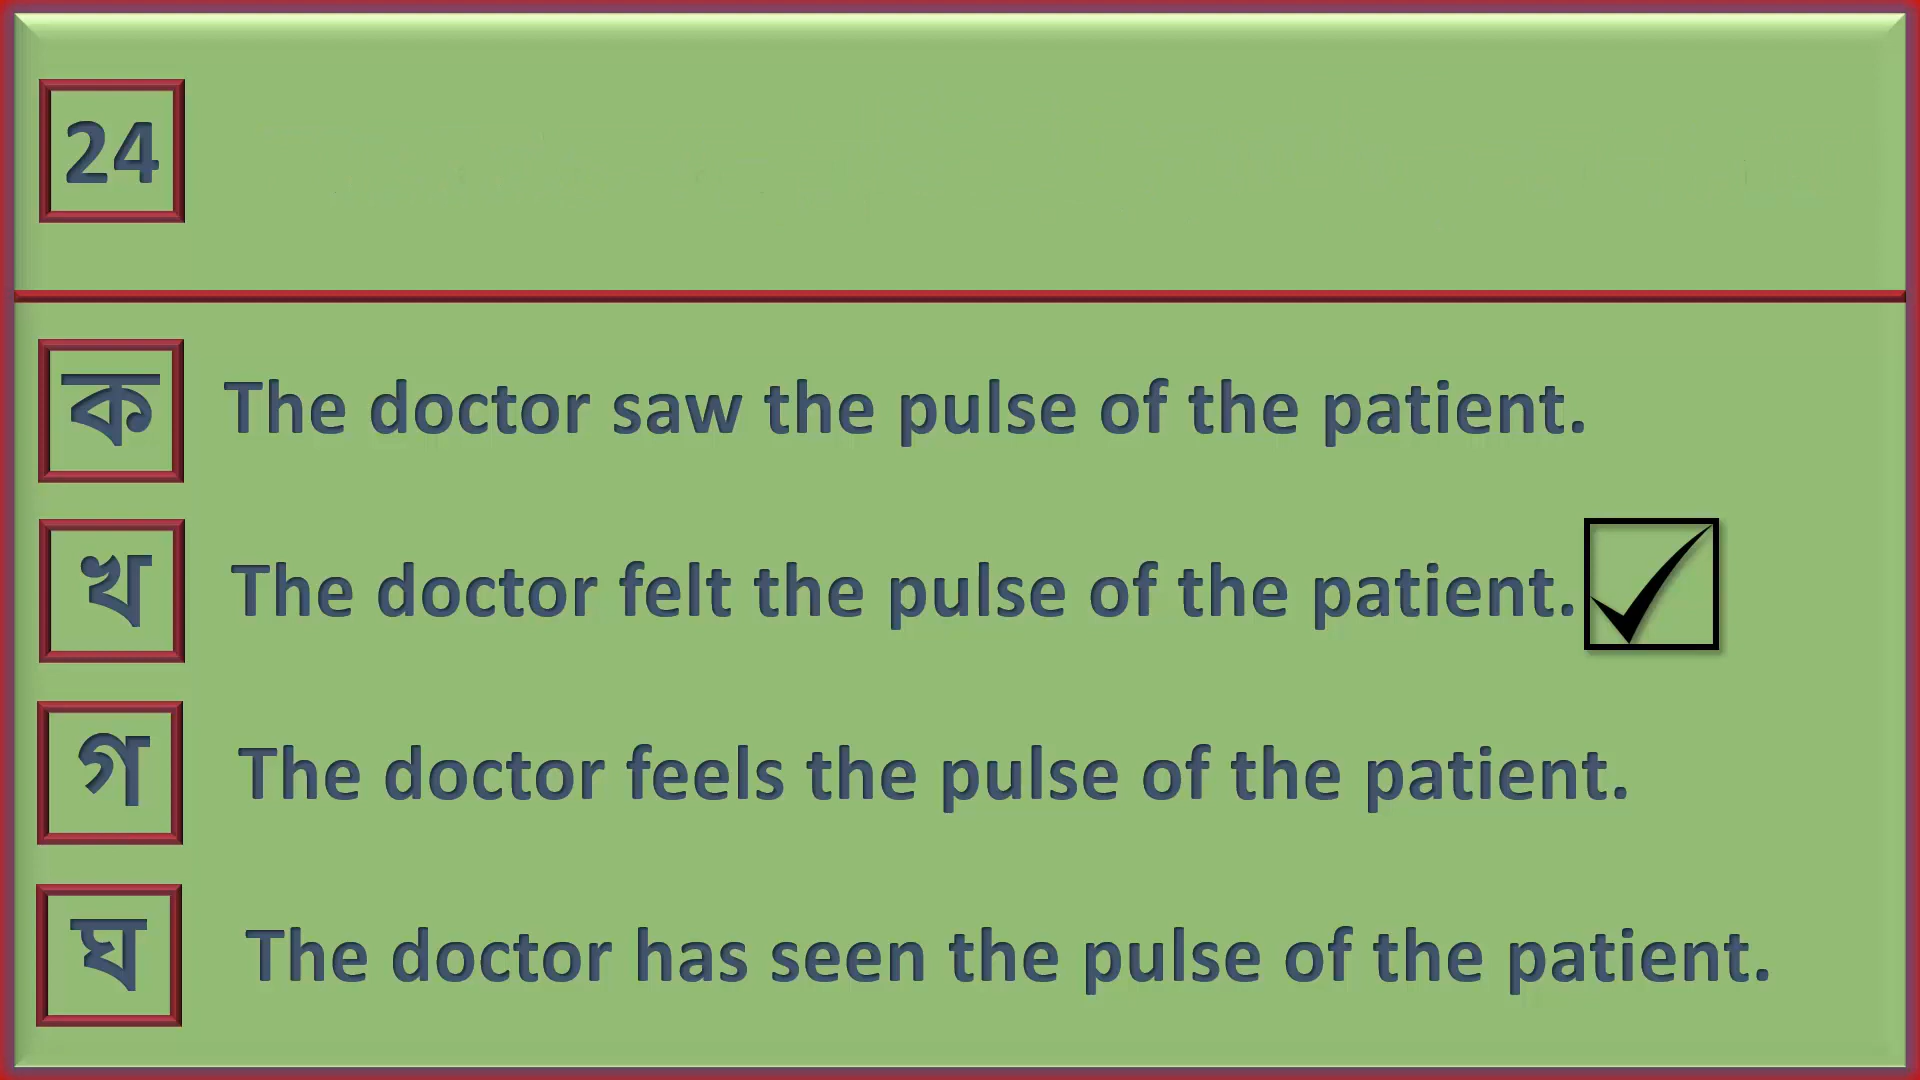 24
ক The doctor saw the pulse of the patient.
খ The doctor felt the pulse of the patient.
গ The doctor feels the pulse of the patient.
ঘ The doctor has seen the pulse of the patient.